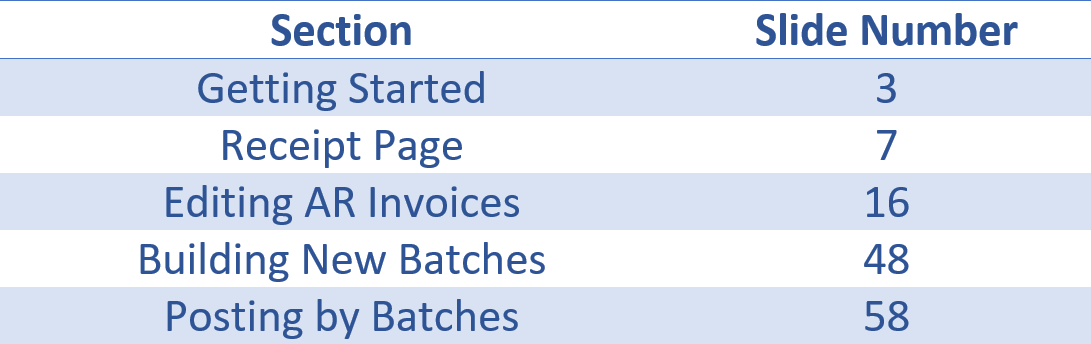 Section Slide Number
Getting Started 3
Receipt Page 7
Editing AR Invoices 16
Building New Batches 48
Posting by Batches 58